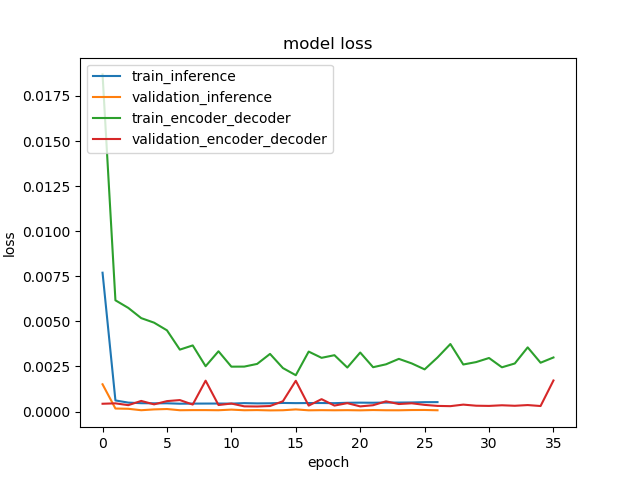 model loss
train_inference
validation_inference
train_encoder_decoder
validation_encoder_decoder
loss
0.0175
0.0150
0.0125
0.0100
0.0075
0.0050
0.0025
0.0000
0 5 10 15 20 25 30 35
epoch